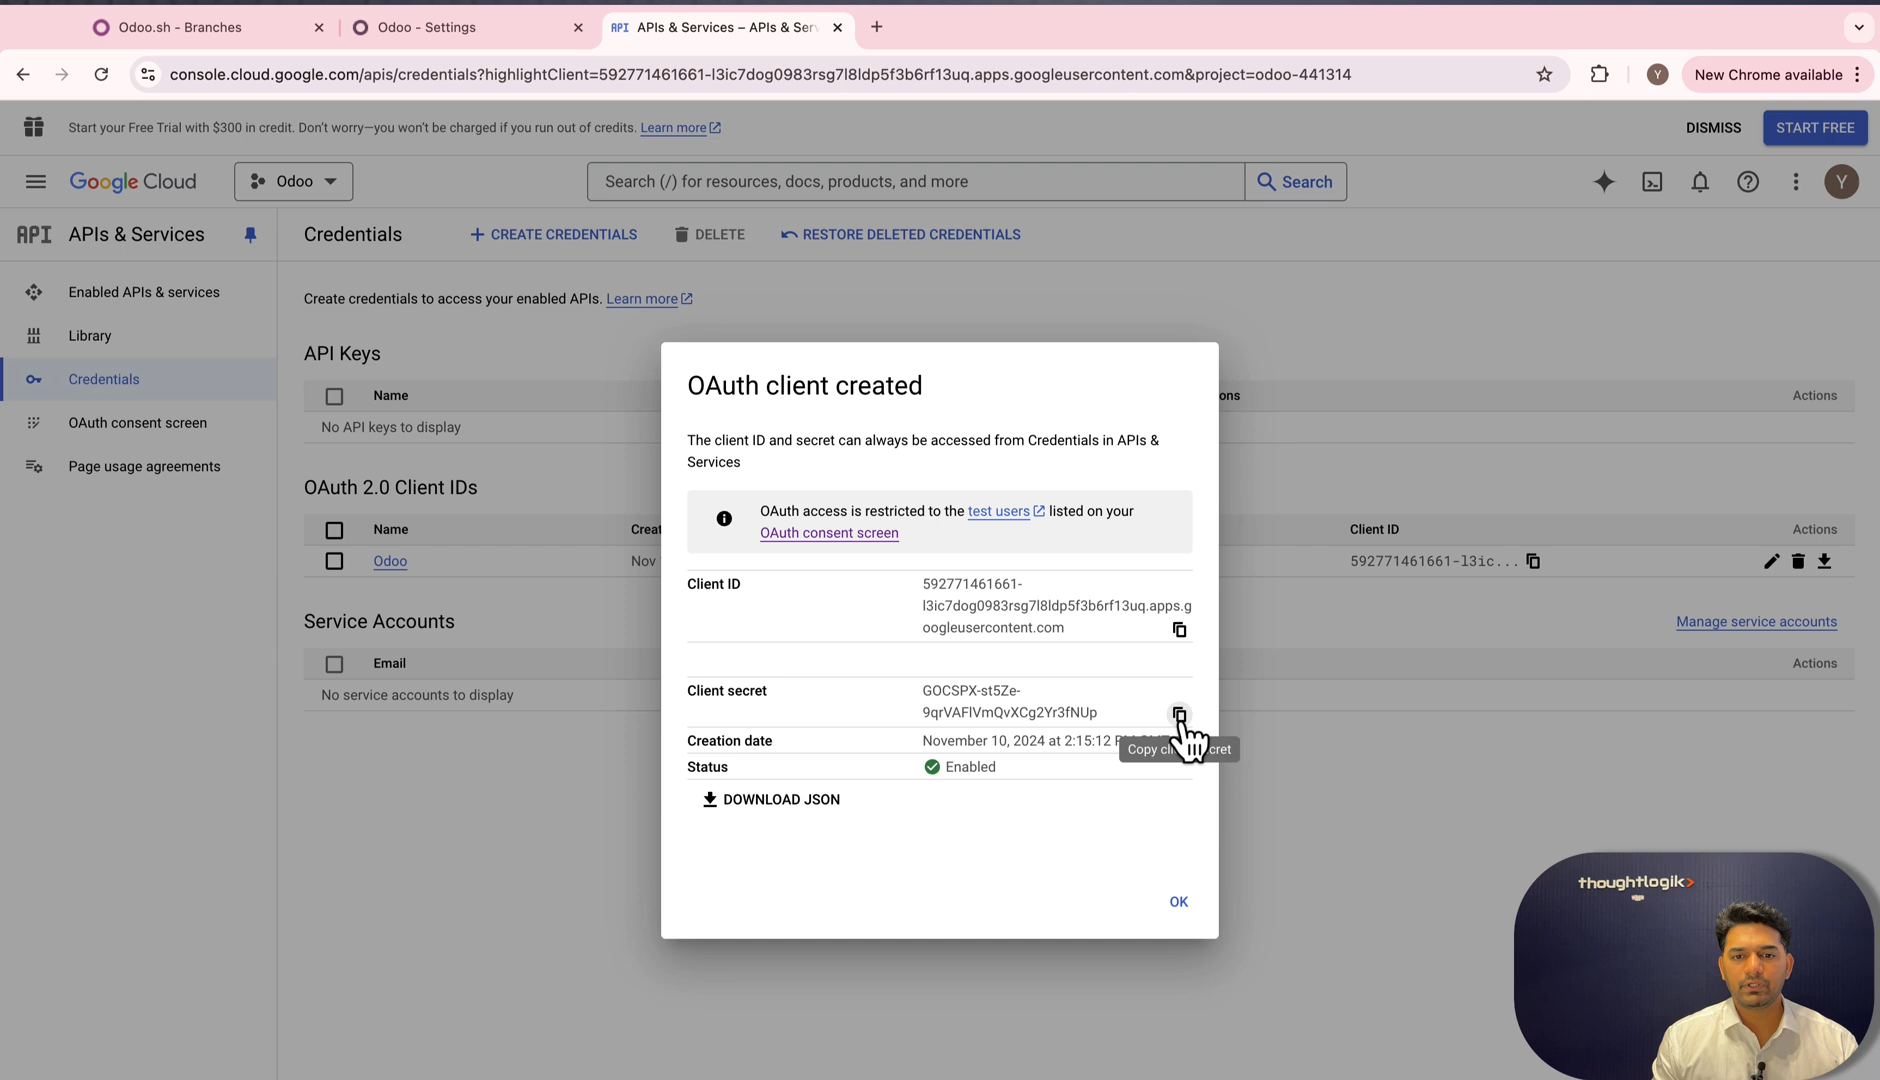 Odoo.sh - Branches
Odoo - Settings
API APIs & Services – APIs & Ser
console.cloud.google.com/apis/credentials?highlightClient=592771461661-l3ic7dog0983rsg7l8ldp5f3b6rf13uq.apps.googleusercontent.com&project=odoo-441314
Y
New Chrome available
Start your Free Trial with $300 in credit. Don't worry—you won't be charged if you run out of credits. Learn more
DISMISS
START FREE
Google Cloud
Odoo
Search (/) for resources, docs, products, and more
Search
Y
API APIs & Services
Credentials
+ CREATE CREDENTIALS
DELETE
RESTORE DELETED CREDENTIALS
Enabled APIs & services
Library
Credentials
OAuth consent screen
Page usage agreements
Create credentials to access your enabled APIs. Learn more
API Keys
Name
ons
Actions
No API keys to display
OAuth 2.0 Client IDs
Name
Creat
Client ID
Actions
Odoo
Nov
592771461661-l3ic...
Service Accounts
Manage service accounts
Email
Actions
No service accounts to display
OAuth client created
The client ID and secret can always be accessed from Credentials in APIs &
Services
OAuth access is restricted to the test users listed on your
OAuth consent screen
Client ID
592771461661-
l3ic7dog0983rsg7l8ldp5f3b6rf13uq.apps.g
oogleusercontent.com
Client secret
GOCSPX-st5Ze-
9qrVAFlVmQvXCg2Yr3fNUp
Creation date
November 10, 2024 at 2:15:12
Copy cli cret
Status
Enabled
DOWNLOAD JSON
OK
thoughtlogik>